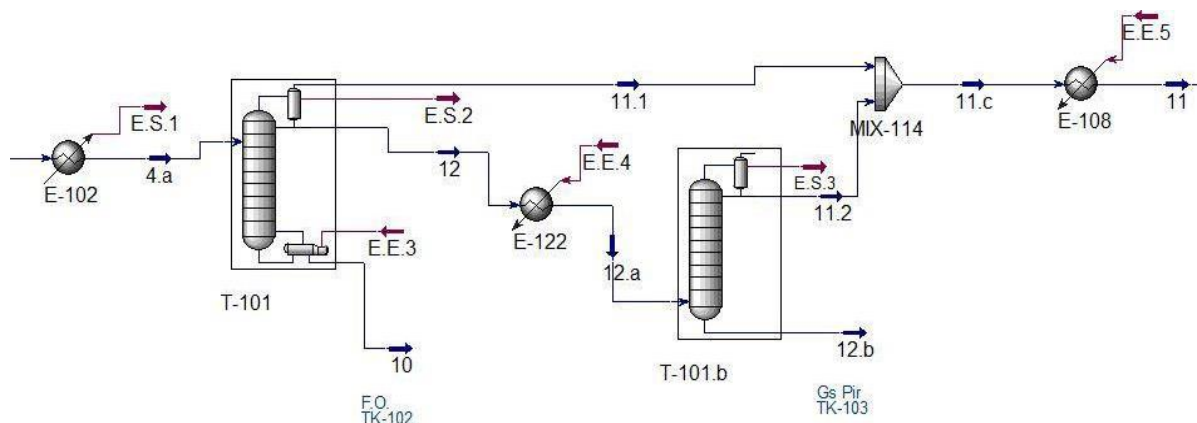 E.E.5
11.1
11.c
11
E.S.1
E.S.2
MIX-114
E-108
4.a
12
E.E.4
E.S.3
E-102
11.2
E.E.3
E-122
12.a
T-101
12.b
10
T-101.b
F.O.
TK-102
Gs Pir
TK-103